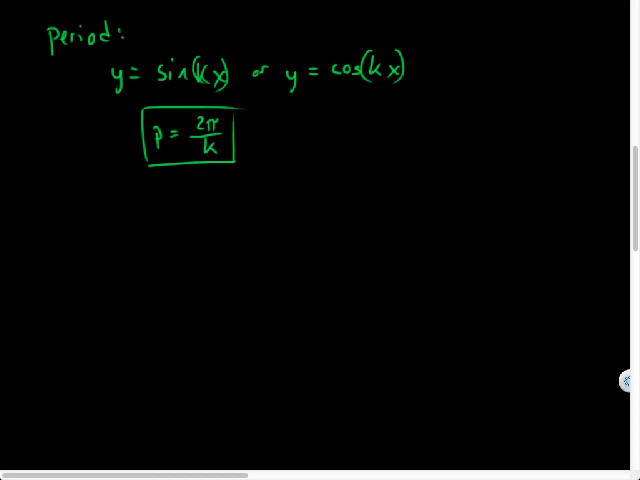 period:
y = sin(kx) or y = cos(kx)
p = 2π/k